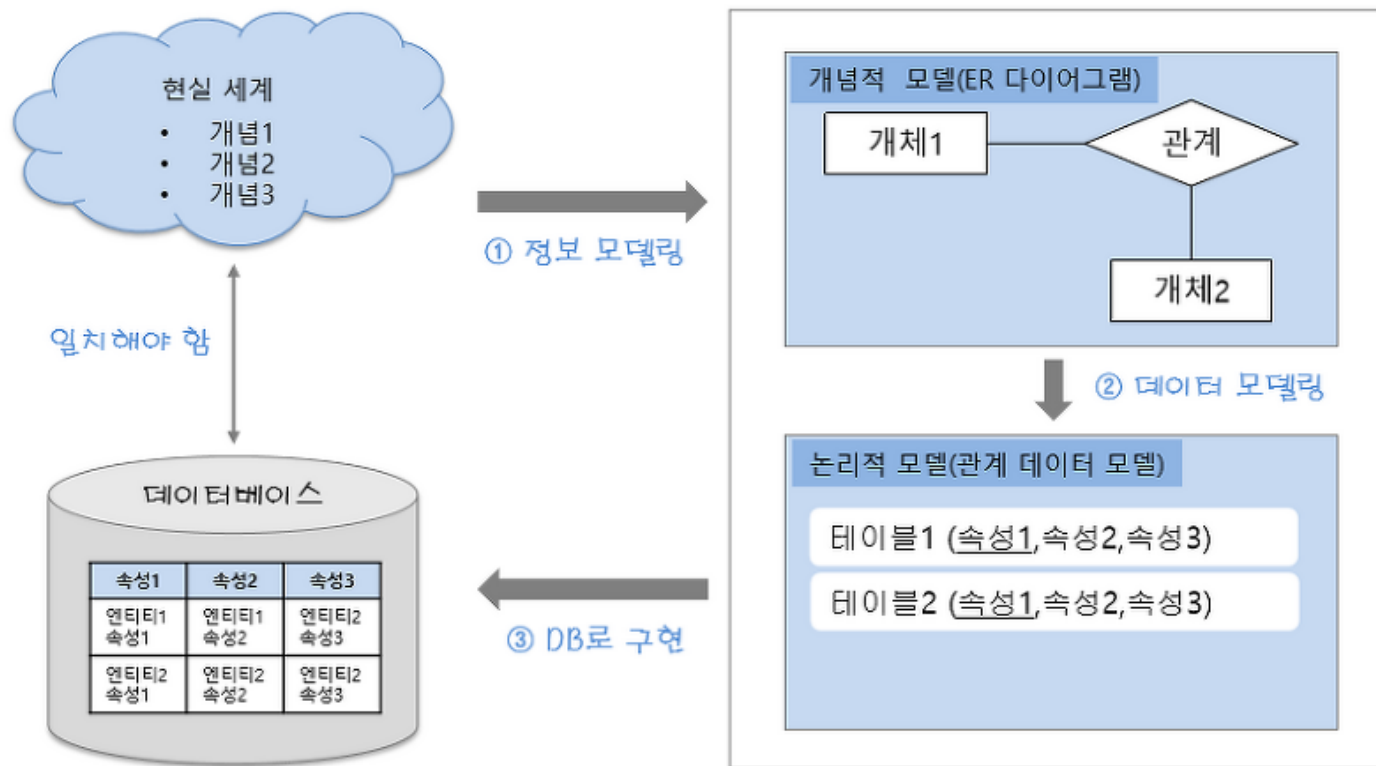 현실 세계
• 개념1
• 개념2
• 개념3
① 정보 모델링
일치해야 함
개념적 모델(ER 다이어그램)
개체1
관계
개체2
② 데이터 모델링
논리적 모델(관계 데이터 모델)
테이블1 (속성1,속성2,속성3)
테이블2 (속성1,속성2,속성3)
③ DB로 구현
데이터베이스
속성1 속성2 속성3
엔티티1 엔티티1 엔티티2
속성1 속성2 속성3
엔티티2 엔티티2 엔티티2
속성1 속성2 속성3